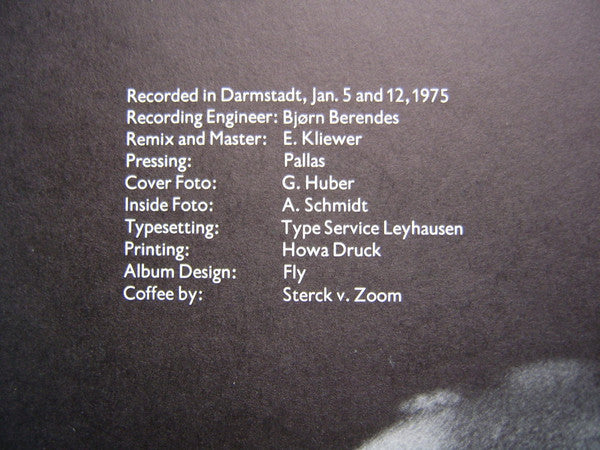 Recorded in Darmstadt, Jan. 5 and 12, 1975
Recording Engineer: Bjørn Berendes
Remix and Master: E. Kliewer
Pressing: Pallas
Cover Foto: G. Huber
Inside Foto: A. Schmidt
Typesetting: Type Service Leyhausen
Printing: Howa Druck
Album Design: Fly
Coffee by: Sterck v. Zoom